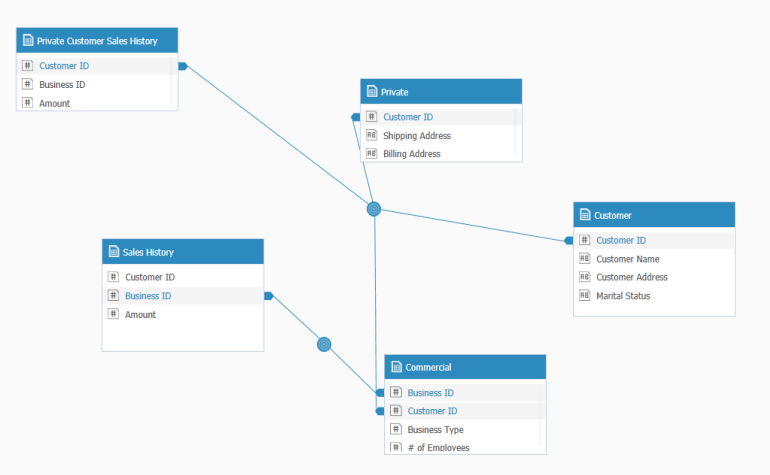 Private Customer Sales History
# Customer ID
# Business ID
# Amount
Private
# Customer ID
Shipping Address
Billing Address
Customer
# Customer ID
Customer Name
Customer Address
Marital Status
Sales History
# Customer ID
# Business ID
# Amount
Commercial
# Business ID
# Customer ID
# Business Type
# # of Employees